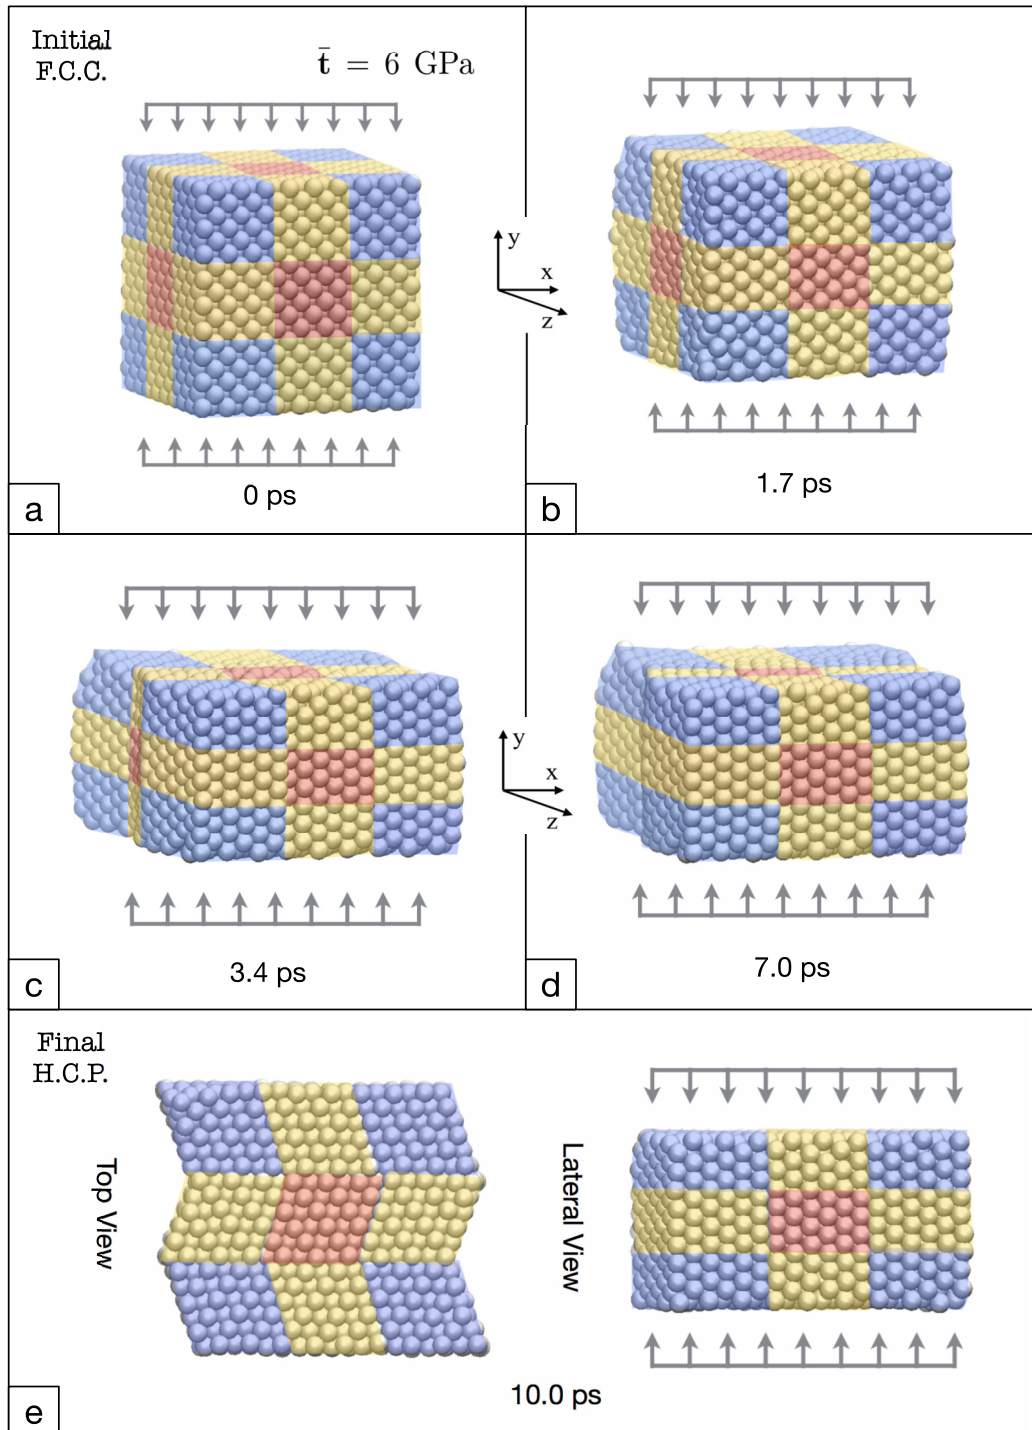 Initial
F.C.C.
t̄ = 6 GPa
a
0 ps
b
1.7 ps
y
x
z
c
3.4 ps
d
7.0 ps
y
x
z
Final
H.C.P.
Top View
Lateral View
e
10.0 ps